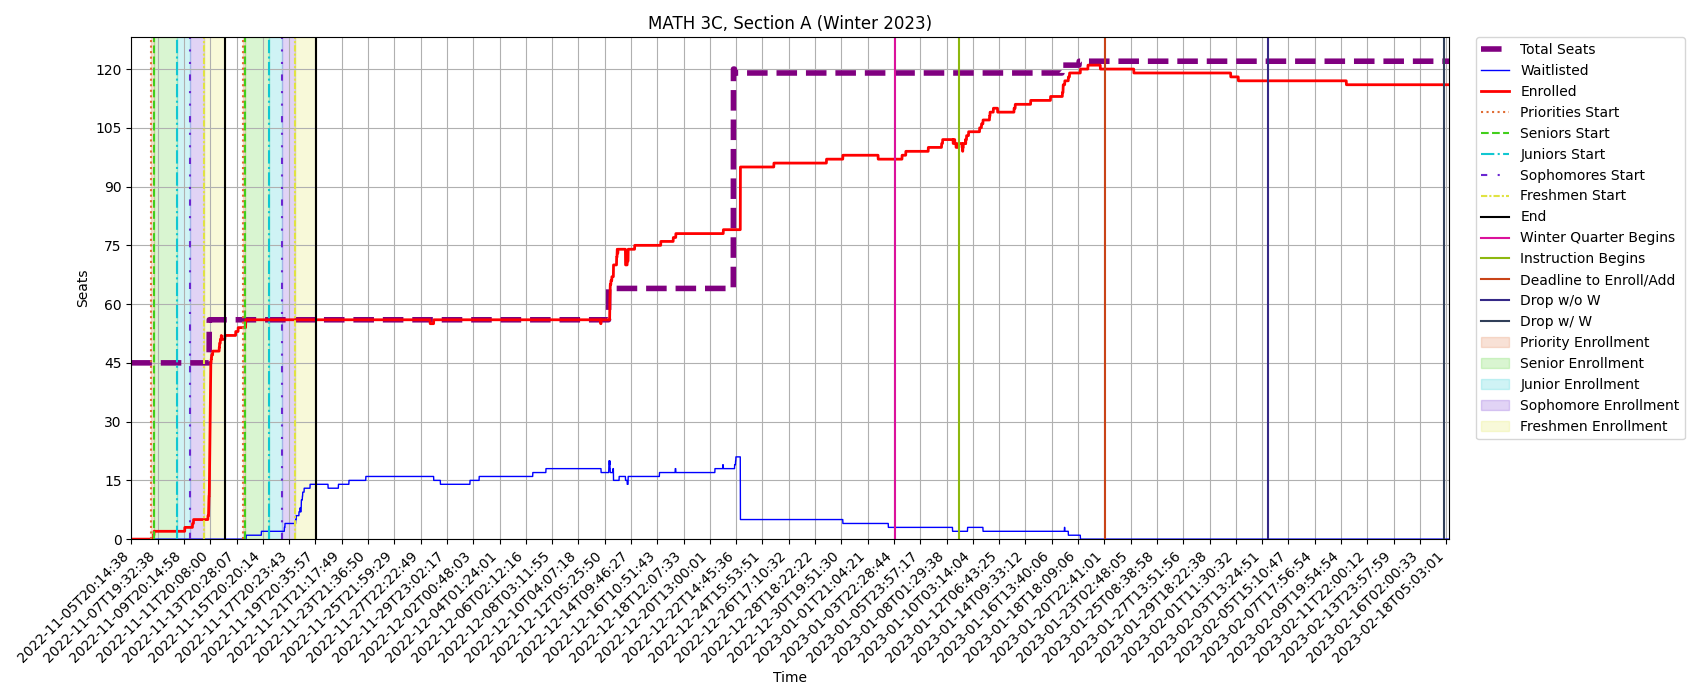 MATH 3C, Section A (Winter 2023)
Seats
120
105
90
75
60
45
30
15
0
2022-11-05T20:14:38
2022-11-07T19:32:38
2022-11-09T20:14:58
2022-11-11T20:08:00
2022-11-13T20:28:07
2022-11-15T20:20:14
2022-11-17T20:23:43
2022-11-19T20:35:57
2022-11-21T21:17:49
2022-11-23T21:36:50
2022-11-25T21:59:29
2022-11-27T22:22:49
2022-11-29T23:02:17
2022-12-02T00:48:03
2022-12-04T01:24:01
2022-12-06T02:12:16
2022-12-08T03:11:55
2022-12-10T04:07:18
2022-12-12T05:25:50
2022-12-14T09:46:27
2022-12-16T10:51:43
2022-12-18T12:07:33
2022-12-20T13:00:01
2022-12-22T14:45:36
2022-12-24T15:53:51
2022-12-26T17:10:32
2022-12-28T18:22:22
2022-12-30T19:51:30
2023-01-01T21:04:21
2023-01-03T22:28:44
2023-01-05T23:57:17
2023-01-08T01:29:38
2023-01-10T03:14:04
2023-01-12T06:43:25
2023-01-14T09:33:12
2023-01-16T13:40:06
2023-01-18T18:09:06
2023-01-20T22:41:01
2023-01-23T02:48:05
2023-01-25T08:38:58
2023-01-27T13:51:56
2023-01-29T18:22:38
2023-02-01T11:30:32
2023-02-03T13:24:51
2023-02-05T15:10:47
2023-02-07T17:56:54
2023-02-09T19:54:54
2023-02-11T22:00:12
2023-02-13T23:57:59
2023-02-16T02:00:33
2023-02-18T05:03:01
Time
Total Seats
Waitlisted
Enrolled
Priorities Start
Seniors Start
Juniors Start
Sophomores Start
Freshmen Start
End
Winter Quarter Begins
Instruction Begins
Deadline to Enroll/Add
Drop w/o W
Drop w/ W
Priority Enrollment
Senior Enrollment
Junior Enrollment
Sophomore Enrollment
Freshmen Enrollment